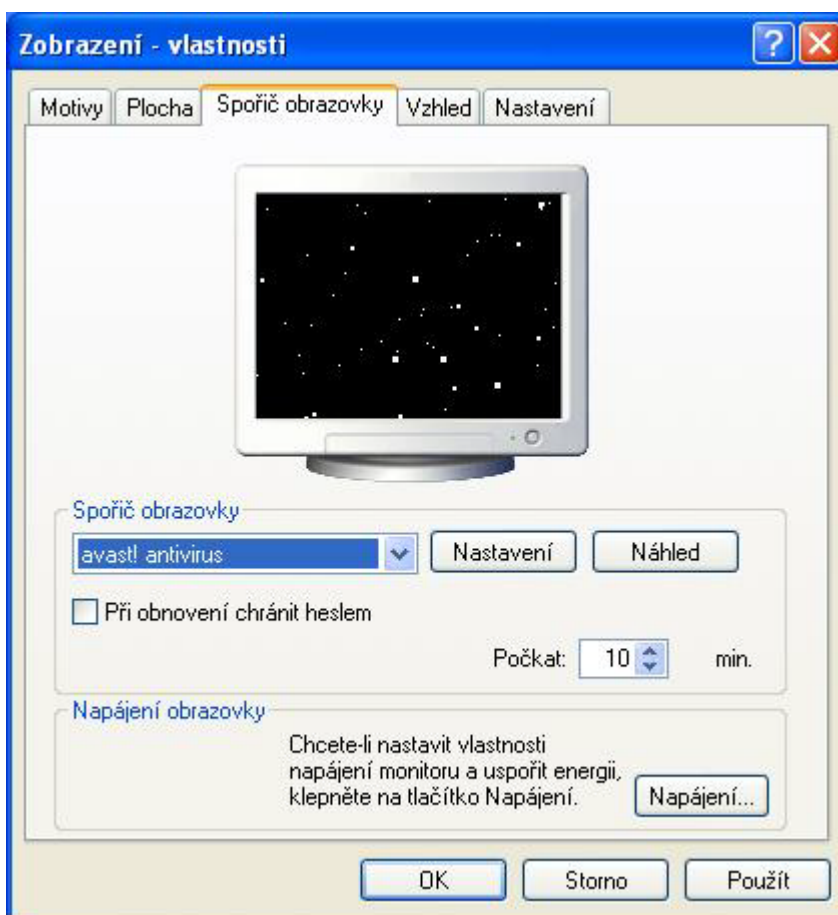 Zobrazení - vlastnosti
Motivy Plocha Spořič obrazovky Vzhled Nastavení
Spořič obrazovky
avast! antivirus Nastavení Náhled
Při obnovení chránit heslem
Počkat: 10 min.
Napájení obrazovky
Chcete-li nastavit vlastnosti
napájení monitoru a uspořit energii,
klepněte na tlačítko Napájení. Napájení...
OK Storno Použít